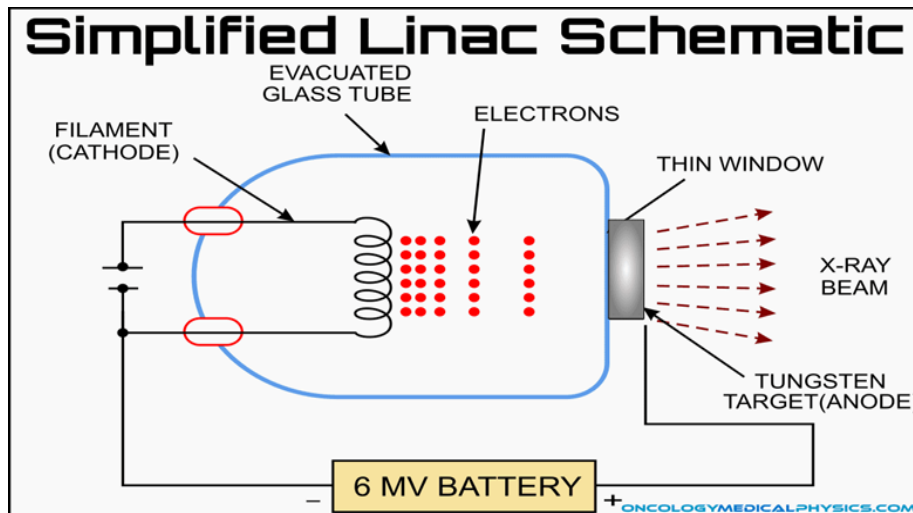 Simplified Linac Schematic
EVACUATED
GLASS TUBE
ELECTRONS
FILAMENT
(CATHODE)
THIN WINDOW
X-RAY
BEAM
TUNGSTEN
TARGET(ANODE)
– 6 MV BATTERY +
ONCOLOGYMEDICALPHYSICS.COM